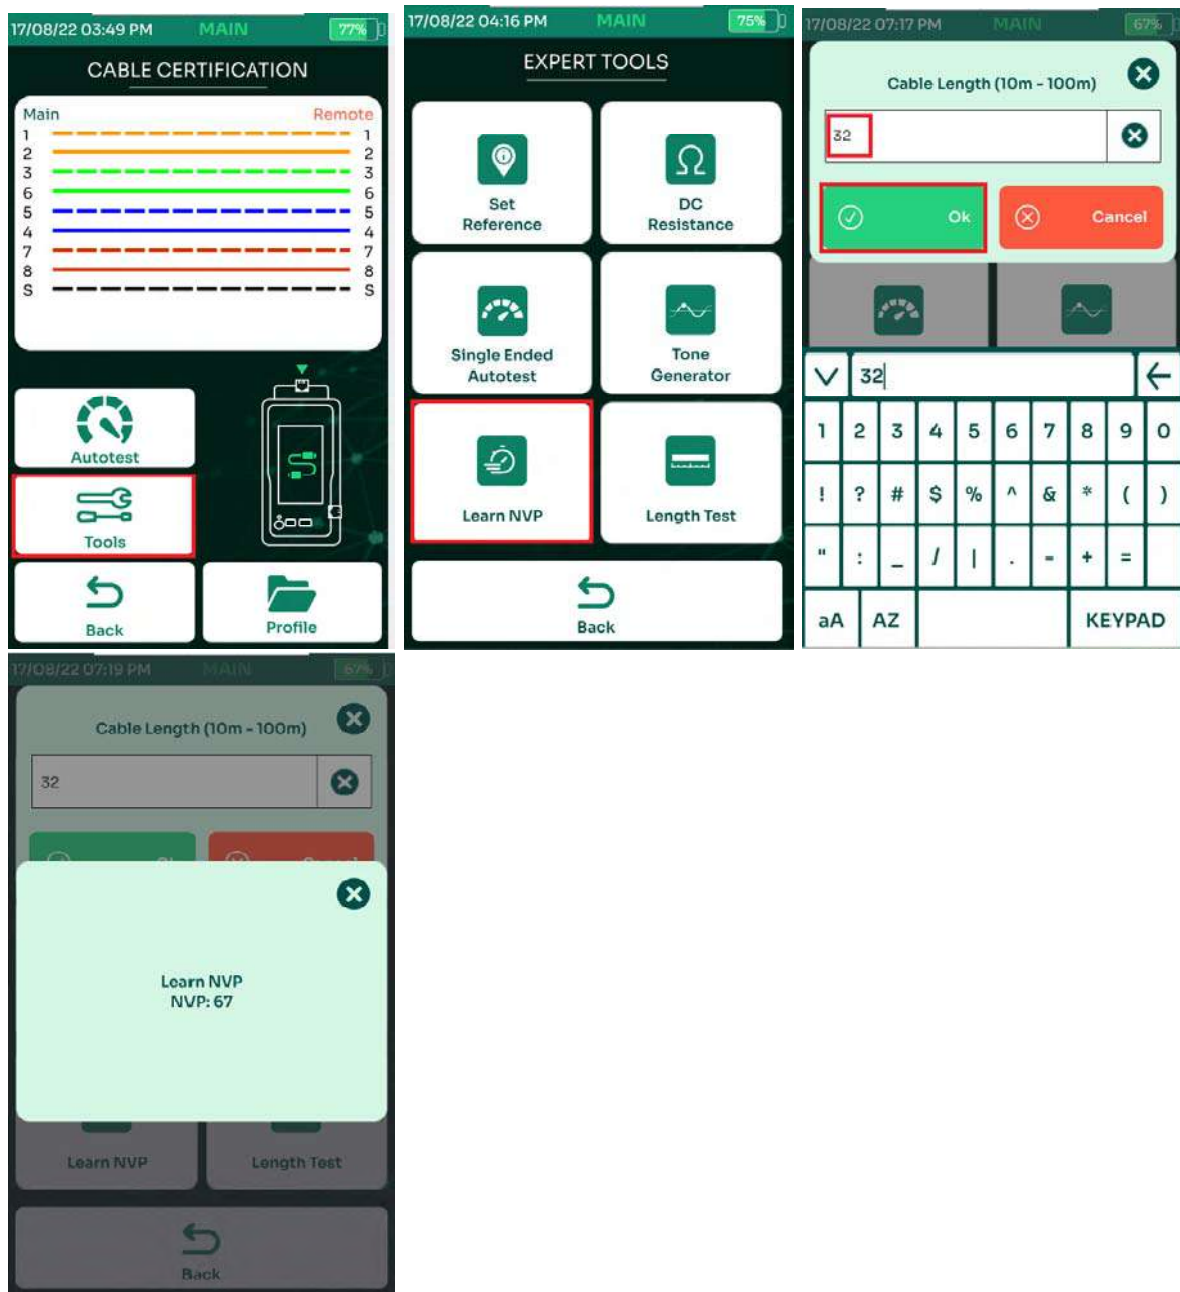 17/08/22 03:49 PM MAIN 77%
CABLE CERTIFICATION
Main Remote
1 1
2 2
3 3
6 6
5 5
4 4
7 7
8 8
S S
Autotest
Tools
Back Profile
17/08/22 04:16 PM MAIN 75%
EXPERT TOOLS
Set
Reference
DC
Resistance
Single Ended
Autotest
Tone
Generator
Learn NVP
Length Test
Back
17/08/22 07:17 PM MAIN 67%
Cable Length (10m - 100m)
32
Ok Cancel
32
1 2 3 4 5 6 7 8 9 0
! ? # $ % ^ & * ( )
" : _ / | . - + =
aA AZ KEYPAD
17/08/22 07:19 PM MAIN 67%
Cable Length (10m - 100m)
32
Ok Cancel
Learn NVP
NVP: 67
Learn NVP Length Test
Back